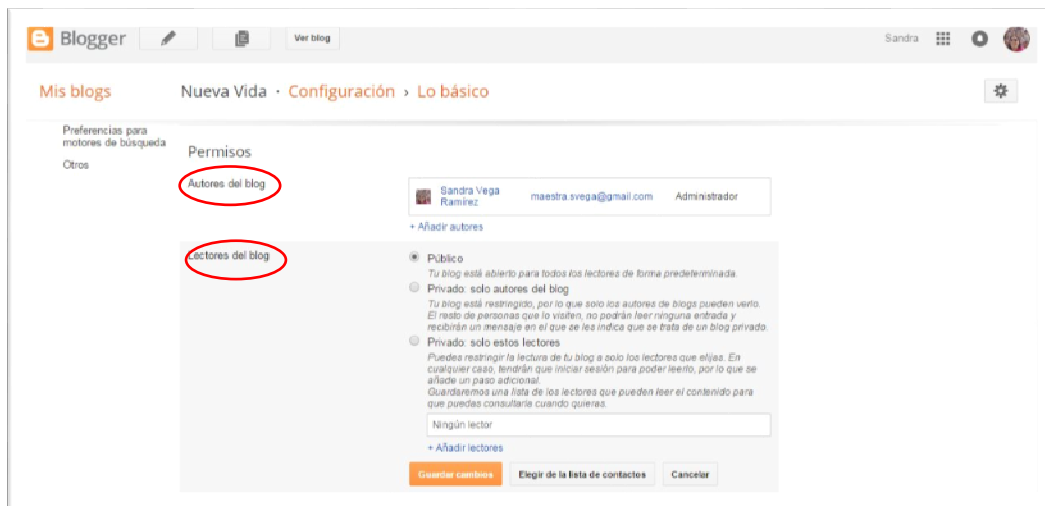 Blogger
Ver blog
Sandra
Mis blogs
Nueva Vida · Configuración › Lo básico
Preferencias para
motores de búsqueda
Otros
Permisos
Autores del blog
Sandra Vega
Ramírez
maestra.svega@gmail.com
Administrador
+ Añadir autores
Lectores del blog
Público
Tu blog está abierto para todos los lectores de forma predeterminada.
Privado: solo autores del blog
Tu blog está restringido, por lo que solo los autores de blogs pueden verlo.
El resto de personas que lo visiten, no podrán leer ninguna entrada y
recibirán un mensaje en el que se les indica que se trata de un blog privado.
Privado: solo estos lectores
Puedes restringir la lectura de tu blog a solo los lectores que elijas. En
cualquier caso, tendrán que iniciar sesión para poder leerlo, por lo que se
añade un paso adicional.
Guardaremos una lista de los lectores que pueden leer el contenido para
que puedas consultarla cuando quieras.
Ningún lector
+ Añadir lectores
Guardar cambios
Elegir de la lista de contactos
Cancelar